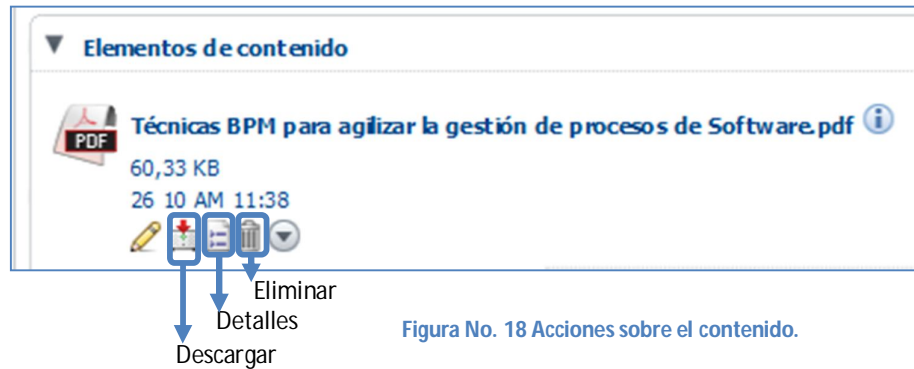 Elementos de contenido
PDF
Técnicas BPM para agilizar la gestión de procesos de Software.pdf
60,33 KB
26 10 AM 11:38
Eliminar
Detalles
Descargar
Figura No. 18 Acciones sobre el contenido.